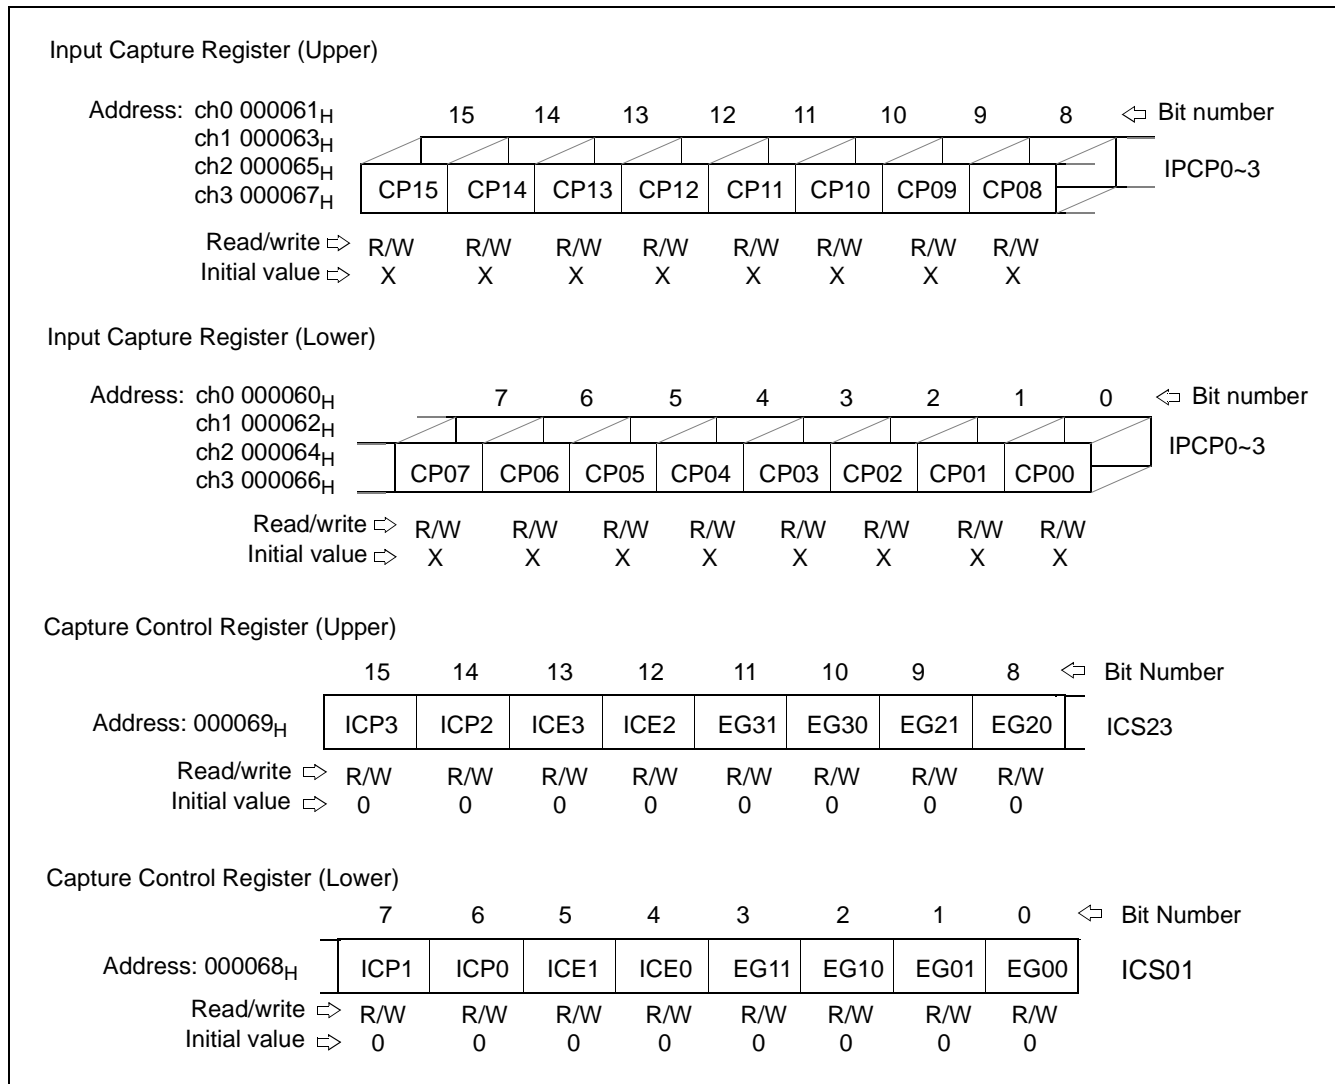 Input Capture Register (Upper)
Address: ch0 000061H 15 14 13 12 11 10 9 8 ⇦ Bit number
ch1 000063H
ch2 000065H IPCP0~3
ch3 000067H CP15 CP14 CP13 CP12 CP11 CP10 CP09 CP08
Read/write ⇨ R/W R/W R/W R/W R/W R/W R/W R/W
Initial value ⇨ X X X X X X X X
Input Capture Register (Lower)
Address: ch0 000060H 7 6 5 4 3 2 1 0 ⇦ Bit number
ch1 000062H
ch2 000064H IPCP0~3
ch3 000066H CP07 CP06 CP05 CP04 CP03 CP02 CP01 CP00
Read/write ⇨ R/W R/W R/W R/W R/W R/W R/W R/W
Initial value ⇨ X X X X X X X X
Capture Control Register (Upper)
15 14 13 12 11 10 9 8 ⇦ Bit Number
Address: 000069H ICP3 ICP2 ICE3 ICE2 EG31 EG30 EG21 EG20 ICS23
Read/write ⇨ R/W R/W R/W R/W R/W R/W R/W R/W
Initial value ⇨ 0 0 0 0 0 0 0 0
Capture Control Register (Lower)
7 6 5 4 3 2 1 0 ⇦ Bit Number
Address: 000068H ICP1 ICP0 ICE1 ICE0 EG11 EG10 EG01 EG00 ICS01
Read/write ⇨ R/W R/W R/W R/W R/W R/W R/W R/W
Initial value ⇨ 0 0 0 0 0 0 0 0